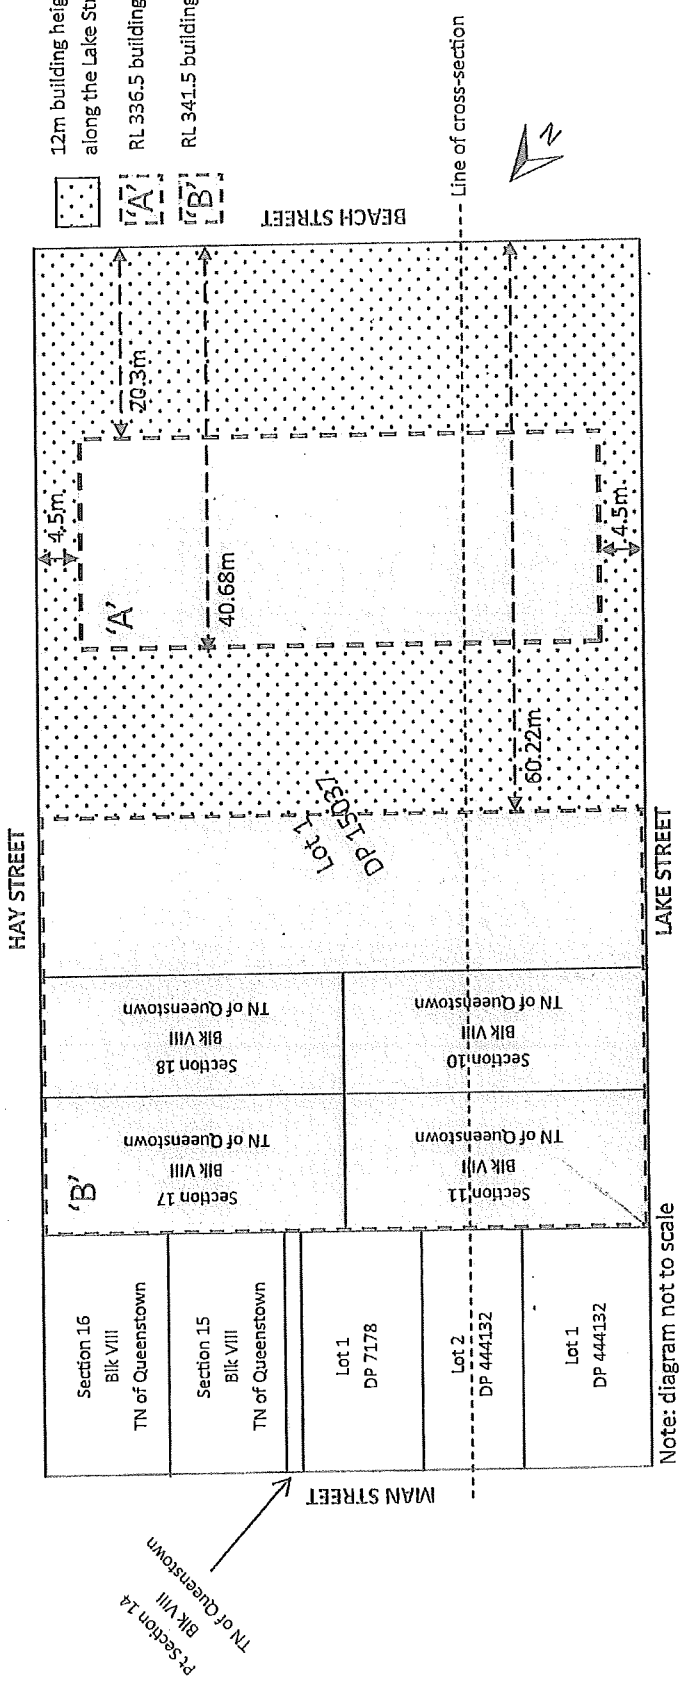 12m building heig
along the Lake Str
'A'
RL 336.5 building
'B'
RL 341.5 building
HAY STREET
BEACH STREET
LAKE STREET
MAN STREET
4.5m
20.3m
'A'
40.68m
4.5m
60.22m
Line of cross-section
N
Lot 1
DP 15037
Section 18
Blk VIII
TN of Queenstown
Section 10
Blk VIII
TN of Queenstown
'B'
Section 17
Blk VIII
TN of Queenstown
Section 11
Blk VIII
TN of Queenstown
Section 16
Blk VIII
TN of Queenstown
Section 15
Blk VIII
TN of Queenstown
Lot 1
DP 7178
Lot 2
DP 444132
Lot 1
DP 444132
Pt Section 14
Blk VIII
TN of Queenstown
Note: diagram not to scale